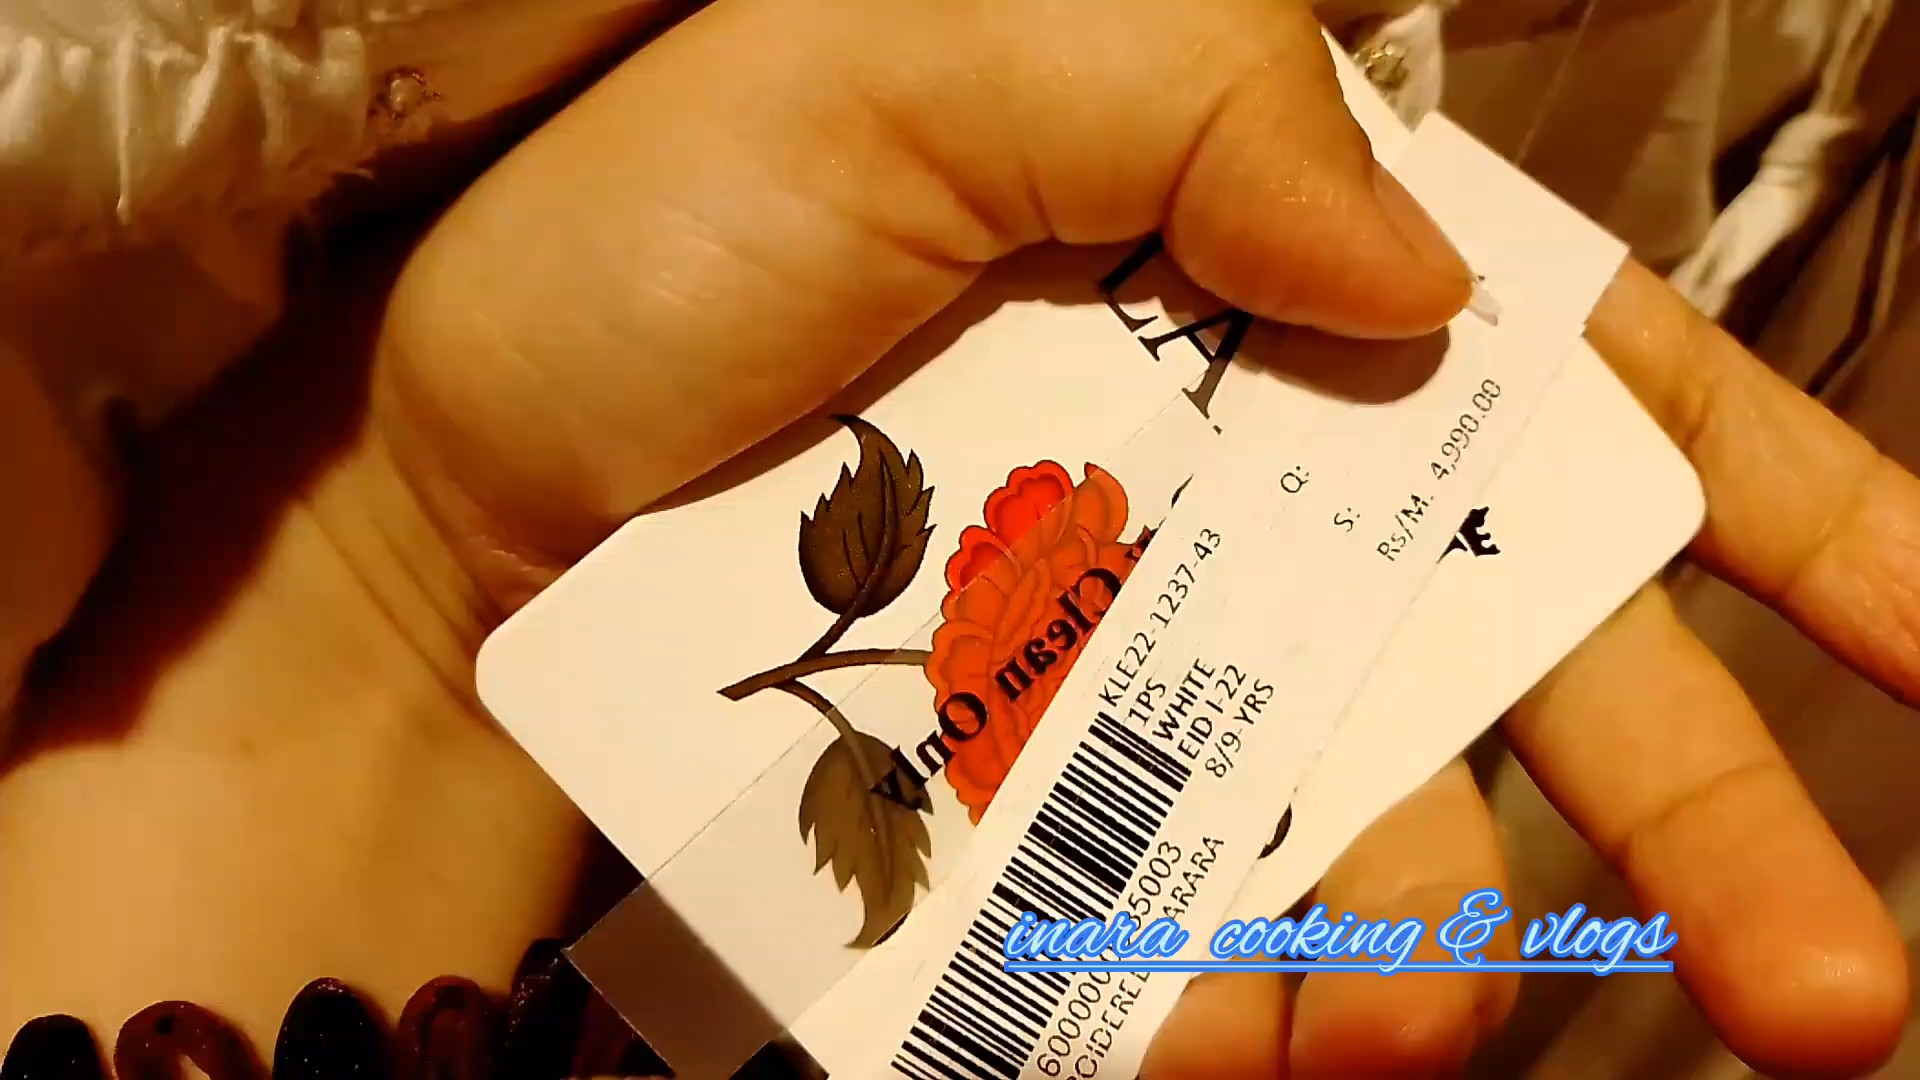 LA
Q:
S:
Rs/M. 4,990.00
Clean Only
KLE22-1237-43
1PS
WHITE
EID I-22
8/9-YRS
inara cooking & vlogs